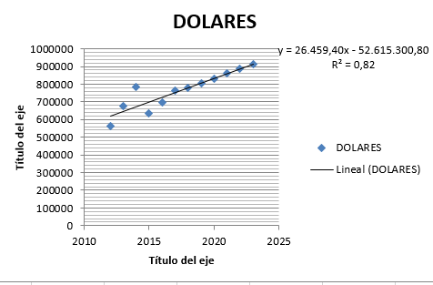 DOLARES
y = 26.459,40x - 52.615.300,80
R² = 0,82
1000000
900000
800000
700000
600000
500000
400000
300000
200000
100000
0
Título del eje
2010
2015
2020
2025
Título del eje
DOLARES
Lineal (DOLARES)